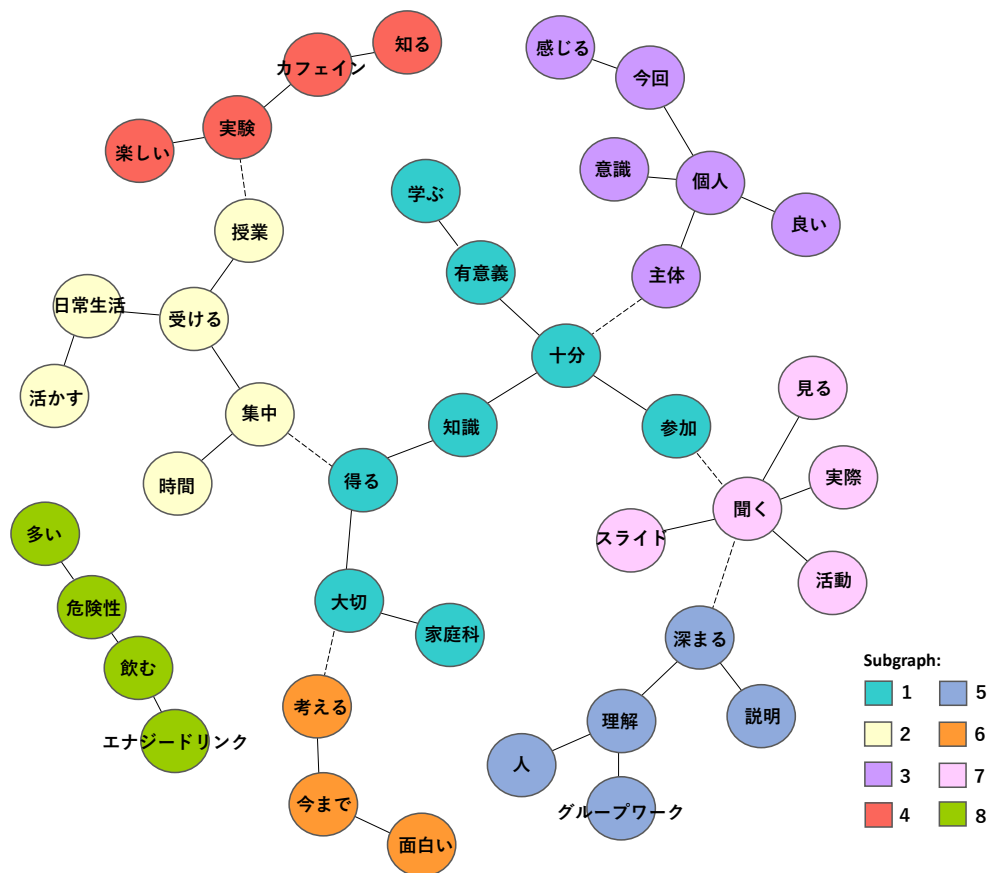 知る
カフェイン
実験
楽しい
感じる
今回
意識
個人
良い
主体
学ぶ
有意義
十分
授業
日常生活
受ける
活かす
集中
時間
知識
得る
参加
見る
実際
聞く
スライド
活動
多い
危険性
飲む
エナジードリンク
大切
家庭科
考える
今まで
面白い
深まる
理解
説明
人
グループワーク
Subgraph:
1
5
2
6
3
7
4
8